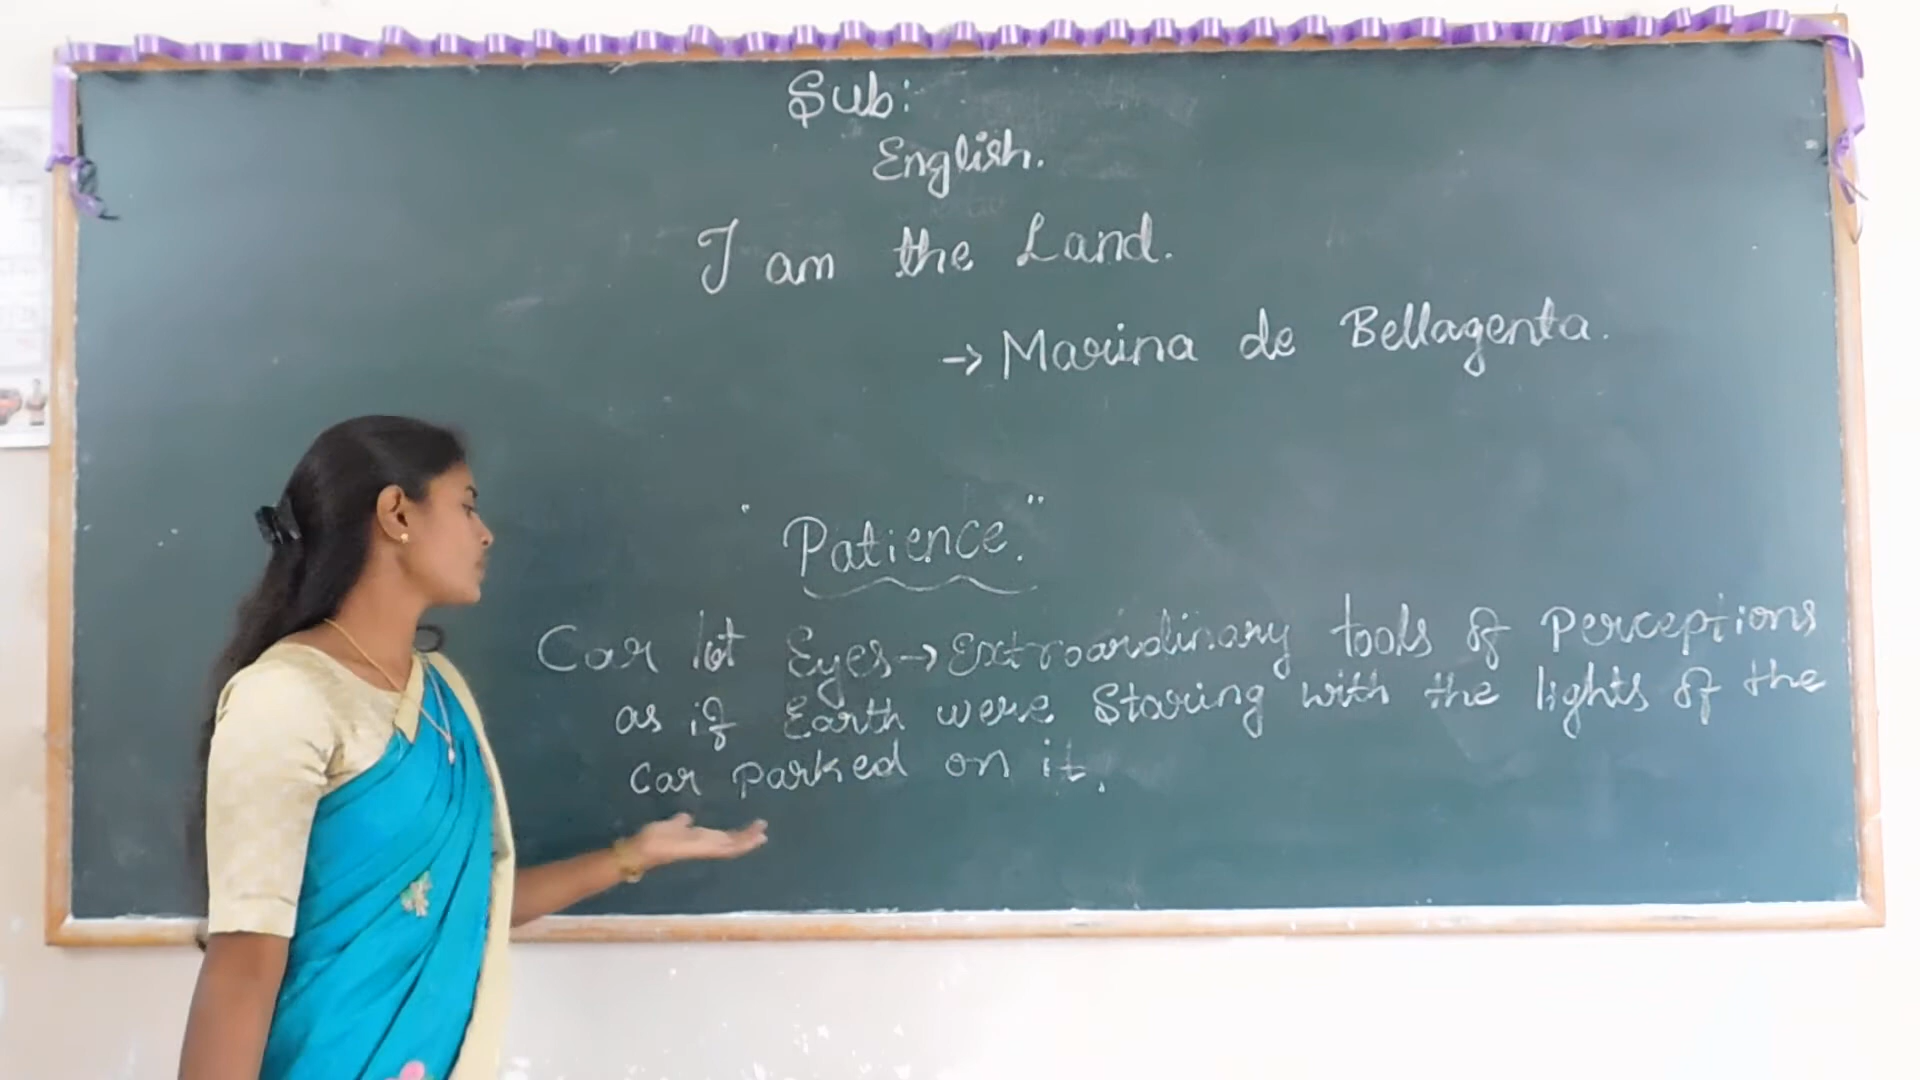 Sub:
English.
I am the Land.
→ Marina de Bellagenta.
"Patience."
Car lot Eyes → Extroardinary tools of Perceptions
as if Earth were Staring with the lights of the
Car parked on it.